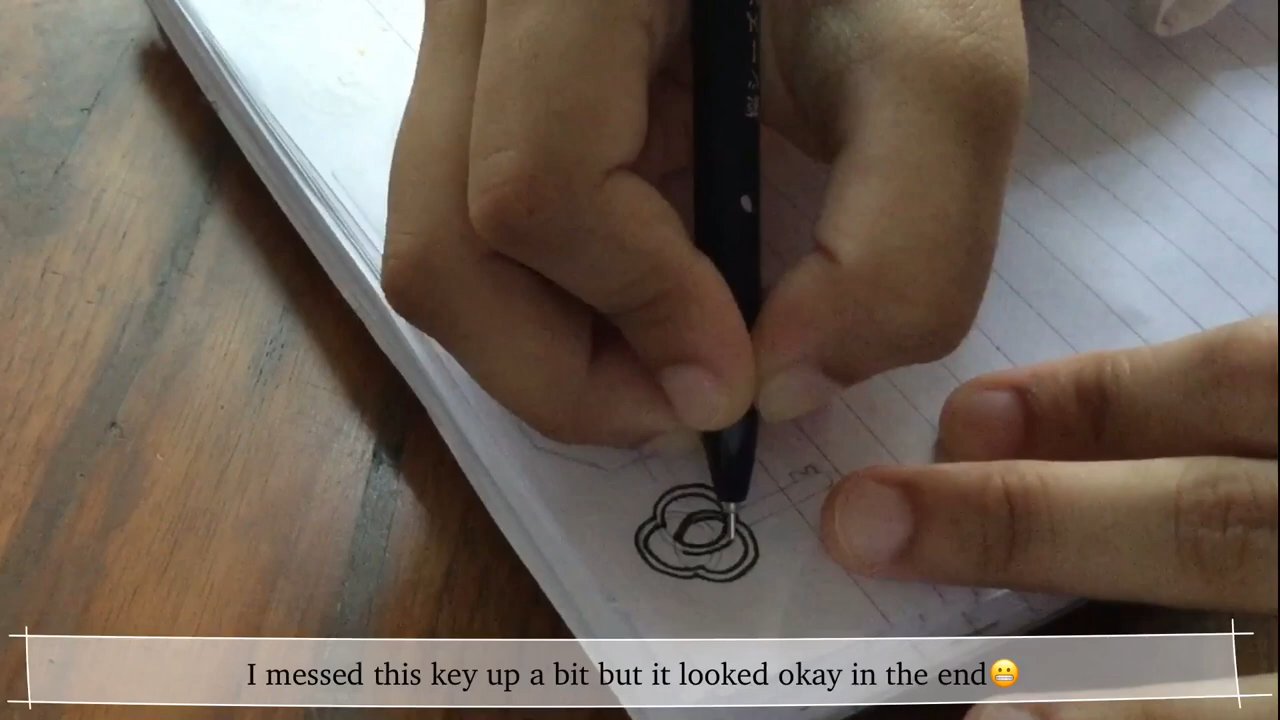 I messed this key up a bit but it looked okay in the end😬